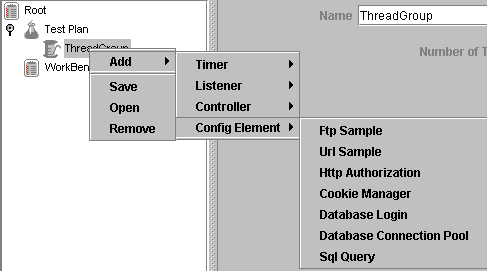 Root
Test Plan
ThreadGroup
WorkBen
Add
Save
Open
Remove
Timer
Listener
Controller
Config Element
Ftp Sample
Url Sample
Http Authorization
Cookie Manager
Database Login
Database Connection Pool
Sql Query
Name ThreadGroup
Number of T